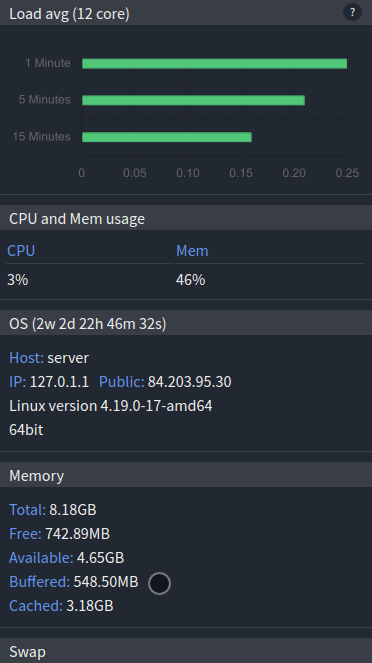 Load avg (12 core)
?
1 Minute
5 Minutes
15 Minutes
0 0.05 0.10 0.15 0.20 0.25
CPU and Mem usage
CPU Mem
3% 46%
OS (2w 2d 22h 46m 32s)
Host: server
IP: 127.0.1.1 Public: 84.203.95.30
Linux version 4.19.0-17-amd64
64bit
Memory
Total: 8.18GB
Free: 742.89MB
Available: 4.65GB
Buffered: 548.50MB
Cached: 3.18GB
Swap